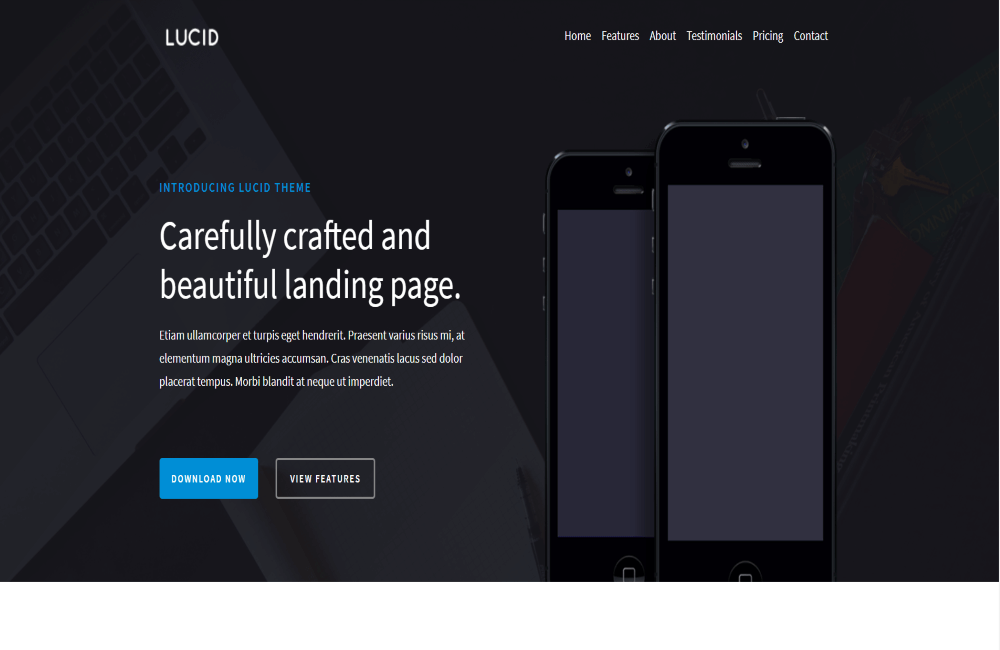 LUCID
Home Features About Testimonials Pricing Contact
INTRODUCING LUCID THEME
Carefully crafted and
beautiful landing page.
Etiam ullamcorper et turpis eget hendrerit. Praesent varius risus mi, at
elementum magna ultricies accumsan. Cras venenatis lacus sed dolor
placerat tempus. Morbi blandit at neque ut imperdiet.
DOWNLOAD NOW
VIEW FEATURES